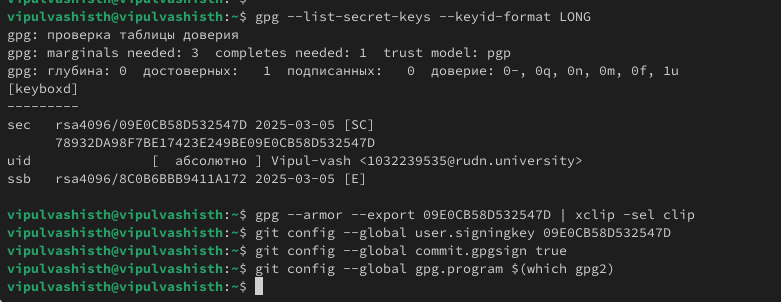 vipulvashisth@vipulvashisth:~$ gpg --list-secret-keys --keyid-format LONG
gpg: проверка таблицы доверия
gpg: marginals needed: 3  completes needed: 1  trust model: pgp
gpg: глубина: 0  достоверных:   1  подписанных:   0  доверие: 0-, 0q, 0n, 0m, 0f, 1u
[keyboxd]
---------
sec   rsa4096/09E0CB58D532547D 2025-03-05 [SC]
      78932DA98F7BE17423E249BE09E0CB58D532547D
uid                 [  абсолютно ] Vipul-vash <1032239535@rudn.university>
ssb   rsa4096/8C0B6BBB9411A172 2025-03-05 [E]
vipulvashisth@vipulvashisth:~$ gpg --armor --export 09E0CB58D532547D | xclip -sel clip
vipulvashisth@vipulvashisth:~$ git config --global user.signingkey 09E0CB58D532547D
vipulvashisth@vipulvashisth:~$ git config --global commit.gpgsign true
vipulvashisth@vipulvashisth:~$ git config --global gpg.program $(which gpg2)
vipulvashisth@vipulvashisth:~$